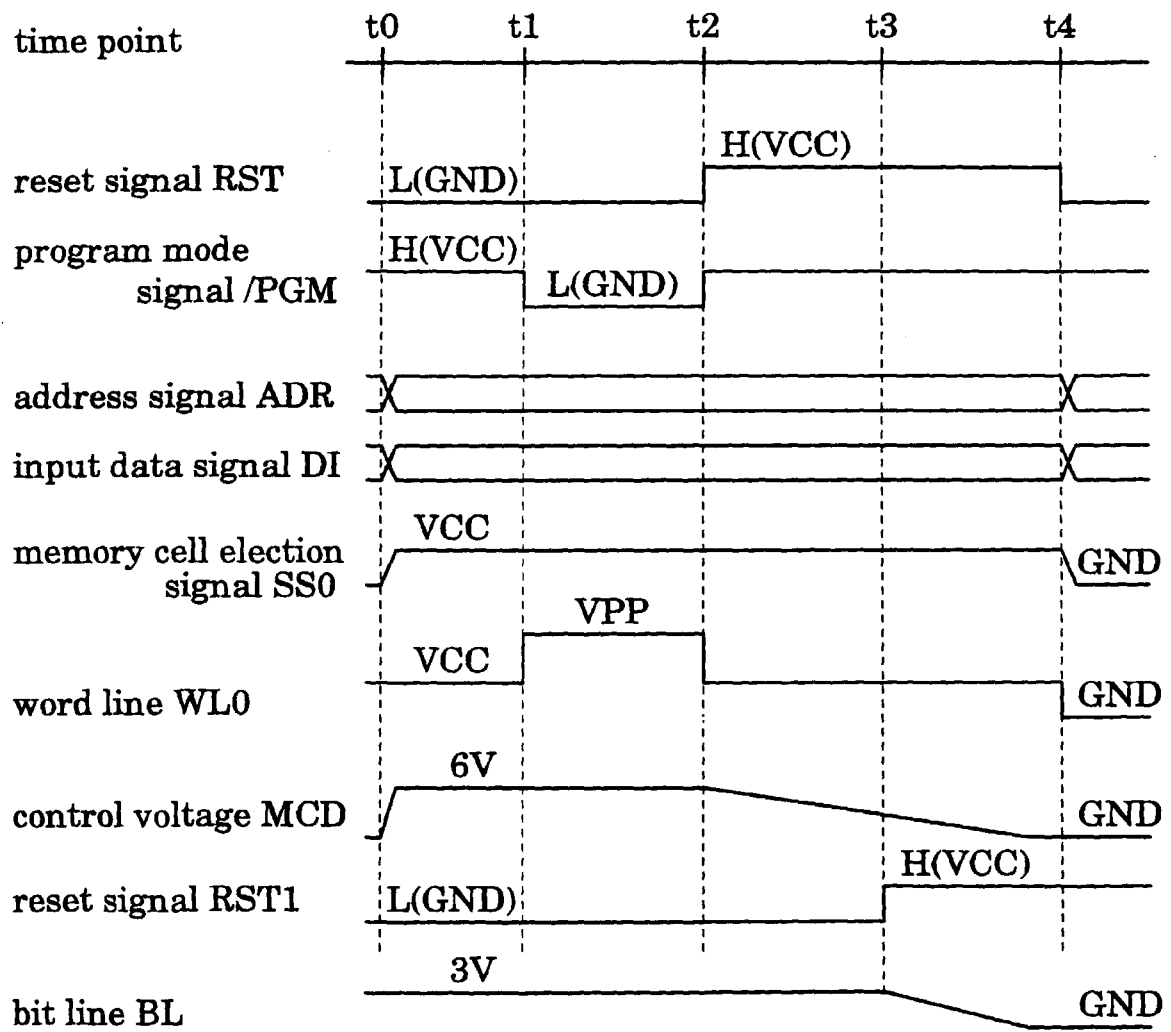 time point t0 t1 t2 t3 t4
reset signal RST L(GND) H(VCC)
program mode
signal /PGM H(VCC) L(GND)
address signal ADR
input data signal DI
memory cell election
signal SS0 VCC GND
word line WL0 VCC VPP GND
control voltage MCD 6V GND
reset signal RST1 L(GND) H(VCC)
bit line BL 3V GND